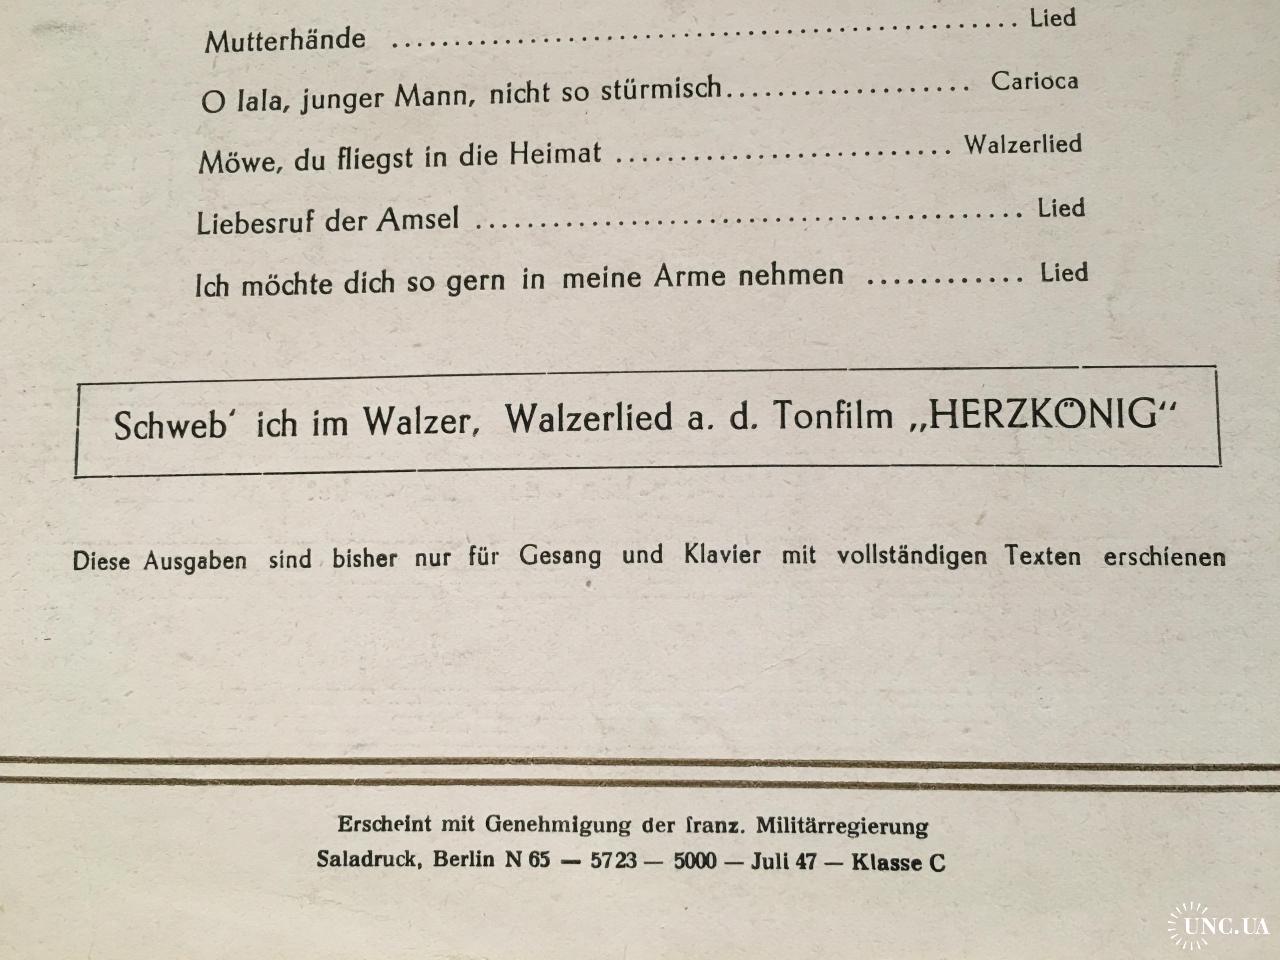 Mutterhände ........................................ Lied
O lala, junger Mann, nicht so stürmisch................... Carioca
Möwe, du fliegst in die Heimat ........................... Walzerlied
Liebesruf der Amsel ................................... Lied
Ich möchte dich so gern in meine Arme nehmen ............ Lied
Schweb‘ ich im Walzer, Walzerlied a. d. Tonfilm „HERZKÖNIG“
Diese Ausgaben sind bisher nur für Gesang und Klavier mit vollständigen Texten erschienen
Erscheint mit Genehmigung der franz. Militärregierung
Saladruck, Berlin N 65 — 5723 — 5000 — Juli 47 — Klasse C
UNC.UA